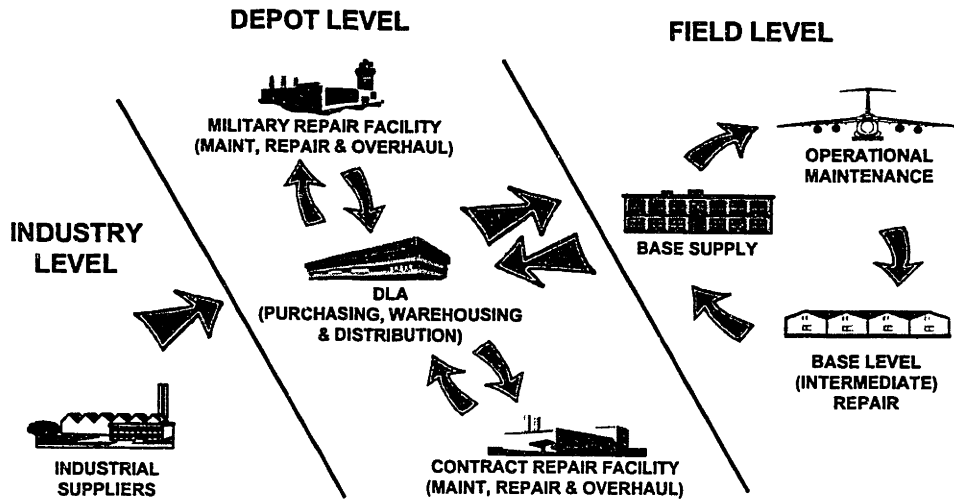 DEPOT LEVEL
FIELD LEVEL
MILITARY REPAIR FACILITY
(MAINT, REPAIR & OVERHAUL)
OPERATIONAL
MAINTENANCE
INDUSTRY
LEVEL
BASE SUPPLY
DLA
(PURCHASING, WAREHOUSING
& DISTRIBUTION)
BASE LEVEL
(INTERMEDIATE)
REPAIR
INDUSTRIAL
SUPPLIERS
CONTRACT REPAIR FACILITY
(MAINT, REPAIR & OVERHAUL)